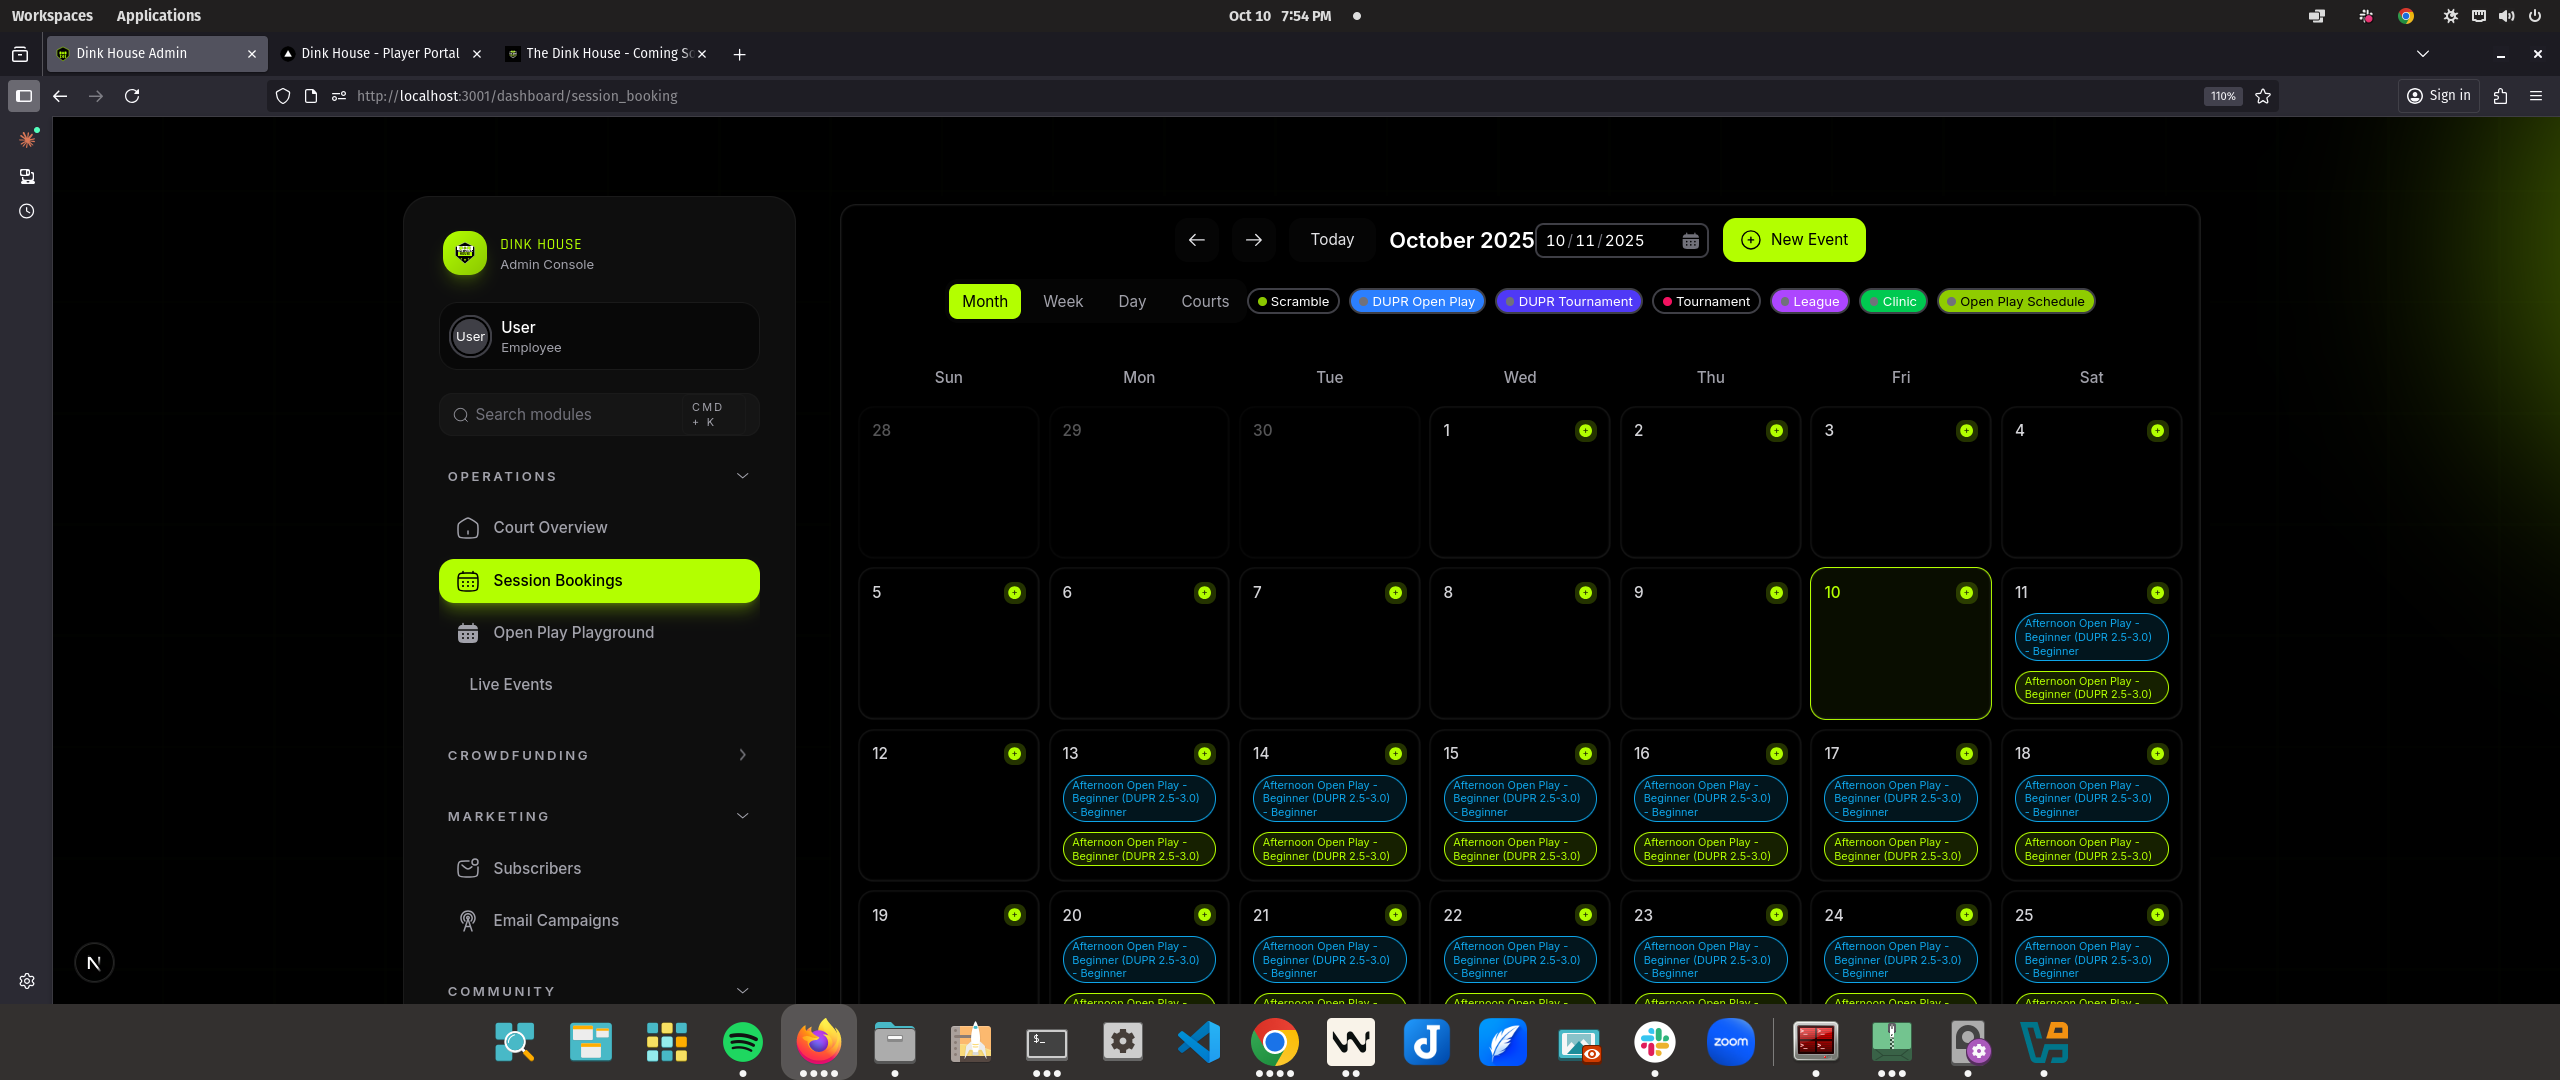 Workspaces Applications Oct 10 7:54 PM
Dink House Admin Dink House - Player Portal The Dink House - Coming So
http://localhost:3001/dashboard/session_booking 110% Sign in
DINK HOUSE
Admin Console
User
User
Employee
Search modules
CMD
+ K
OPERATIONS
Court Overview
Session Bookings
Open Play Playground
Live Events
CROWDFUNDING
MARKETING
Subscribers
Email Campaigns
COMMUNITY
N
Today October 2025 10/11/2025 New Event
Month Week Day Courts Scramble DUPR Open Play DUPR Tournament Tournament League Clinic Open Play Schedule
Sun Mon Tue Wed Thu Fri Sat
28 29 30 1 2 3 4
5 6 7 8 9 10 11
Afternoon Open Play -
Beginner (DUPR 2.5-3.0)
- Beginner
Afternoon Open Play -
Beginner (DUPR 2.5-3.0)
12 13 14 15 16 17 18
Afternoon Open Play - Afternoon Open Play - Afternoon Open Play - Afternoon Open Play - Afternoon Open Play - Afternoon Open Play -
Beginner (DUPR 2.5-3.0) Beginner (DUPR 2.5-3.0) Beginner (DUPR 2.5-3.0) Beginner (DUPR 2.5-3.0) Beginner (DUPR 2.5-3.0) Beginner (DUPR 2.5-3.0)
- Beginner - Beginner - Beginner - Beginner - Beginner - Beginner
Afternoon Open Play - Afternoon Open Play - Afternoon Open Play - Afternoon Open Play - Afternoon Open Play - Afternoon Open Play -
Beginner (DUPR 2.5-3.0) Beginner (DUPR 2.5-3.0) Beginner (DUPR 2.5-3.0) Beginner (DUPR 2.5-3.0) Beginner (DUPR 2.5-3.0) Beginner (DUPR 2.5-3.0)
19 20 21 22 23 24 25
Afternoon Open Play - Afternoon Open Play - Afternoon Open Play - Afternoon Open Play - Afternoon Open Play - Afternoon Open Play -
Beginner (DUPR 2.5-3.0) Beginner (DUPR 2.5-3.0) Beginner (DUPR 2.5-3.0) Beginner (DUPR 2.5-3.0) Beginner (DUPR 2.5-3.0) Beginner (DUPR 2.5-3.0)
- Beginner - Beginner - Beginner - Beginner - Beginner - Beginner
Afternoon Open Play - Afternoon Open Play - Afternoon Open Play - Afternoon Open Play - Afternoon Open Play - Afternoon Open Play -
$_ zoom